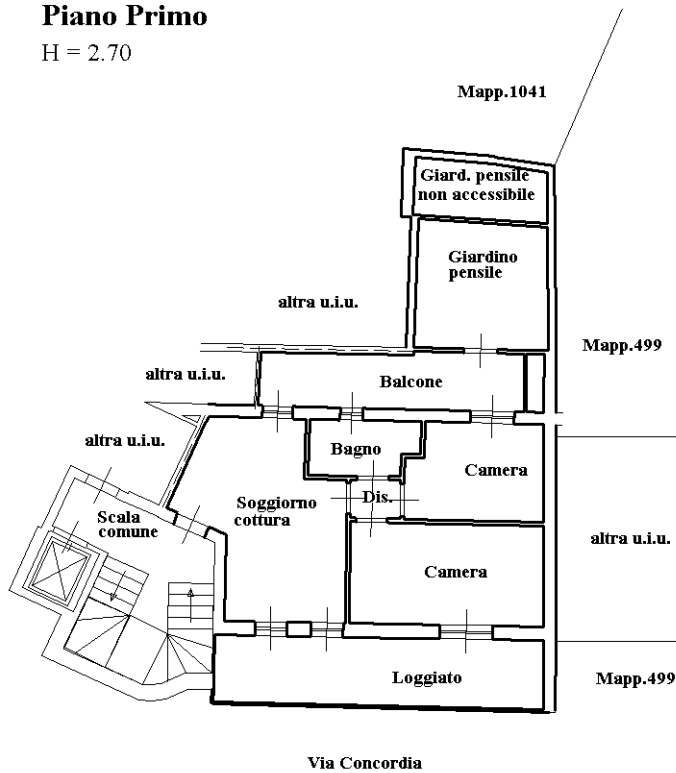 Piano Primo
H = 2.70
Mapp.1041
Giard. pensile
non accessibile
Giardino
pensile
altra u.i.u.
Mapp.499
altra u.i.u.
Balcone
altra u.i.u.
Bagno
Camera
Soggiorno
cottura
Dis.
Scala
comune
altra u.i.u.
Camera
Loggiato
Mapp.499
Via Concordia